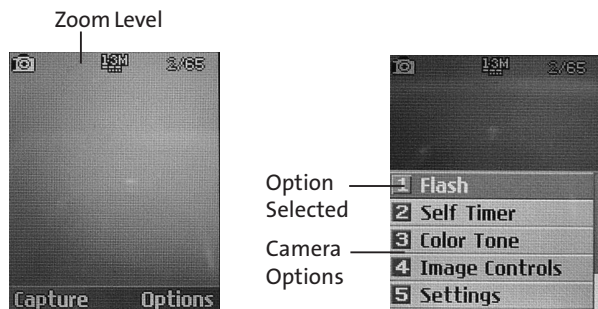 Zoom Level
1.3M 2/65
Capture Options
1.3M 2/65
Option
Selected
Camera
Options
1 Flash
2 Self Timer
3 Color Tone
4 Image Controls
5 Settings